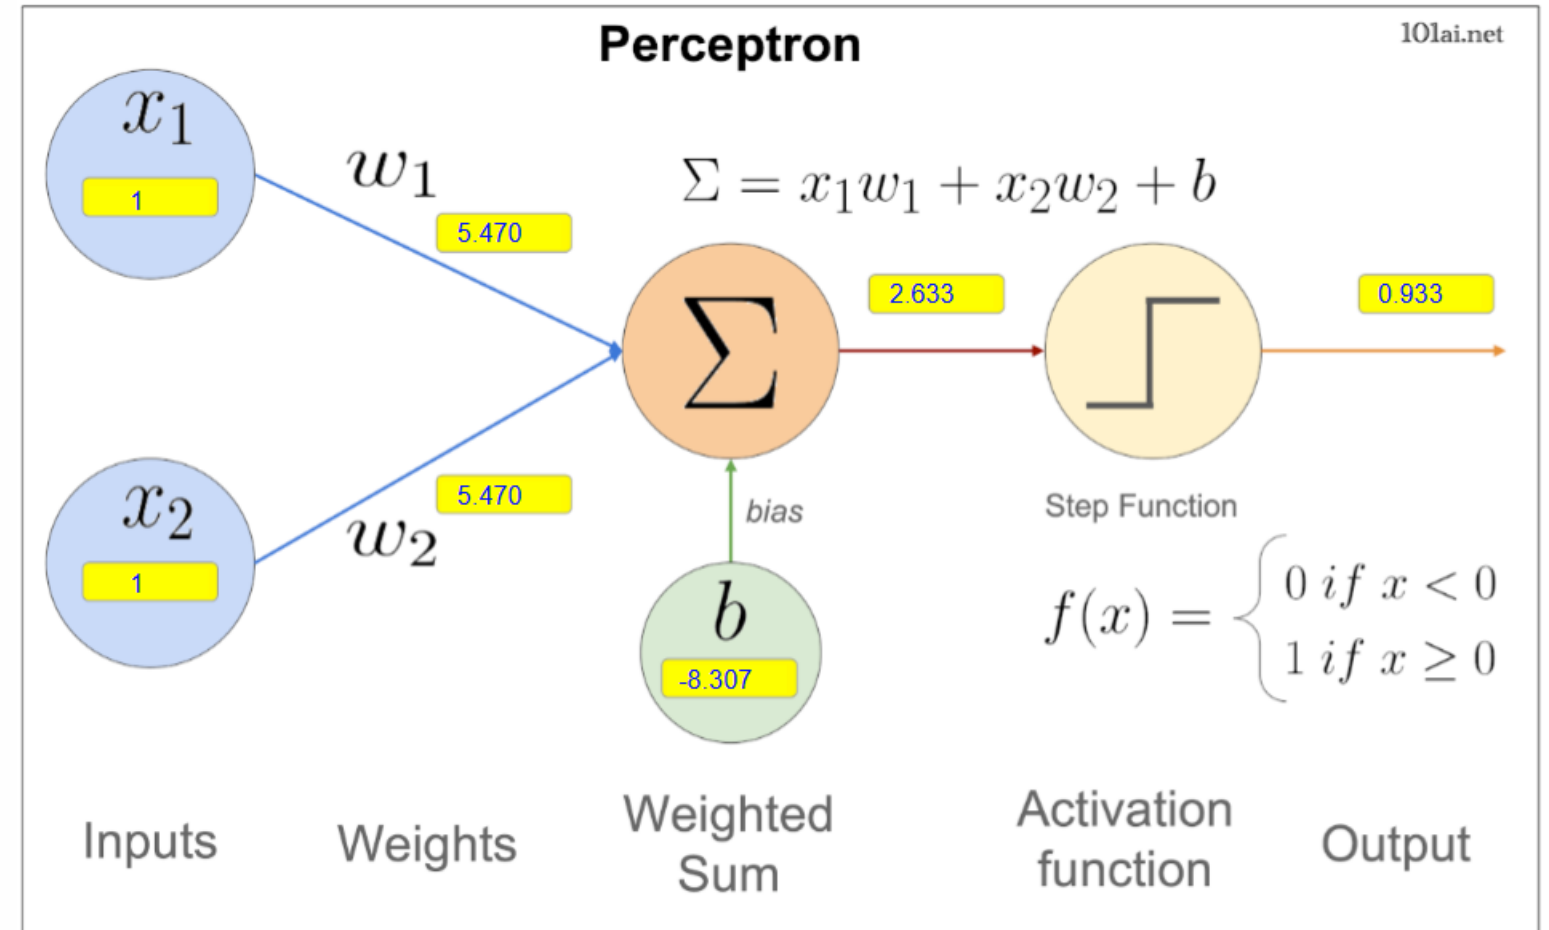 Perceptron
101ai.net
x₁
1
w₁
5.470
Σ = x₁w₁ + x₂w₂ + b
Σ
2.633
0.933
x₂
1
w₂
5.470
bias
b
-8.307
Step Function
f(x) = { 0 if x < 0
1 if x ≥ 0
Inputs
Weights
Weighted
Sum
Activation
function
Output